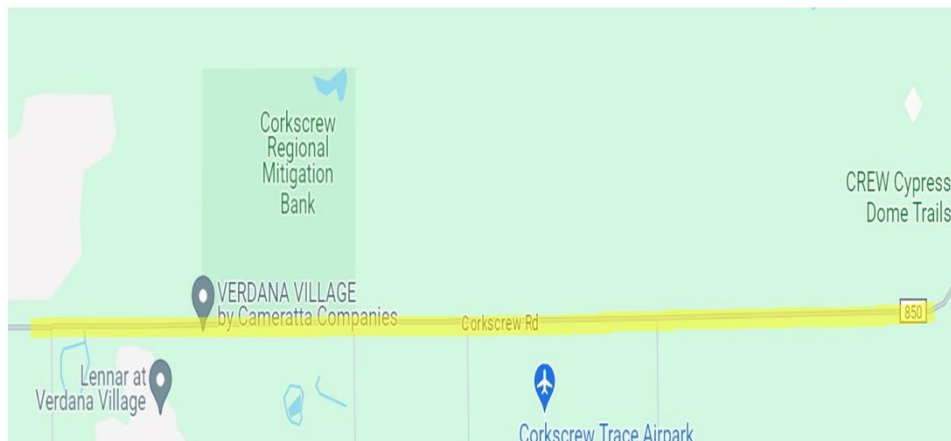 Corkscrew
Regional
Mitigation
Bank
CREW Cypress
Dome Trails
VERDANA VILLAGE
by Cameratta Companies
850
Corkscrew Rd
Lennar at
Verdana Village
Corkscrew Trace Airpark